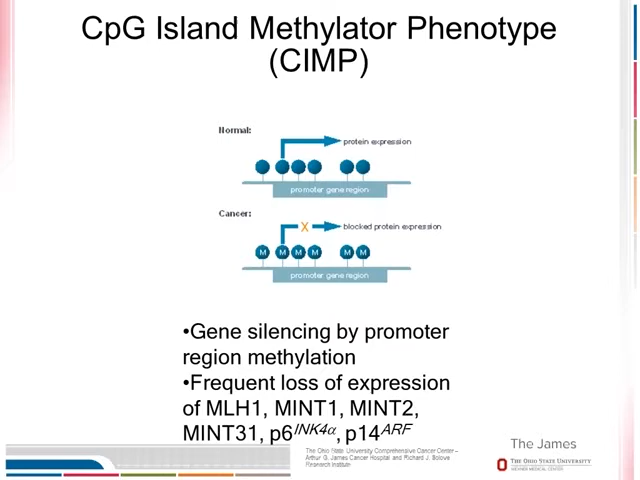 CpG Island Methylator Phenotype
(CIMP)
Normal:
protein expression
promoter gene region
Cancer:
X
blocked protein expression
M M M M M M
promoter gene region
•Gene silencing by promoter
region methylation
•Frequent loss of expression
of MLH1, MINT1, MINT2,
MINT31, p6INK4α, p14ARF
The Ohio State University Comprehensive Cancer Center –
Arthur G. James Cancer Hospital and Richard J. Solove
Research Institute
The James
THE OHIO STATE UNIVERSITY
WEXNER MEDICAL CENTER